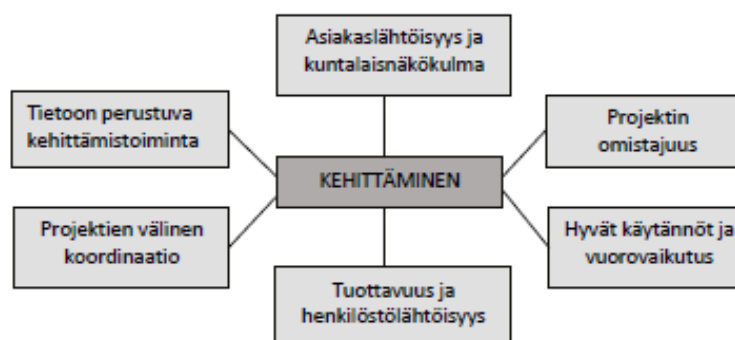 Asiakaslähtöisyys ja
kuntalaisnäkökulma
Tietoon perustuva
kehittämistoiminta
Projektin
omistajuus
KEHITTÄMINEN
Projektien välinen
koordinaatio
Hyvät käytännöt ja
vuorovaikutus
Tuottavuus ja
henkilöstölähtöisyys